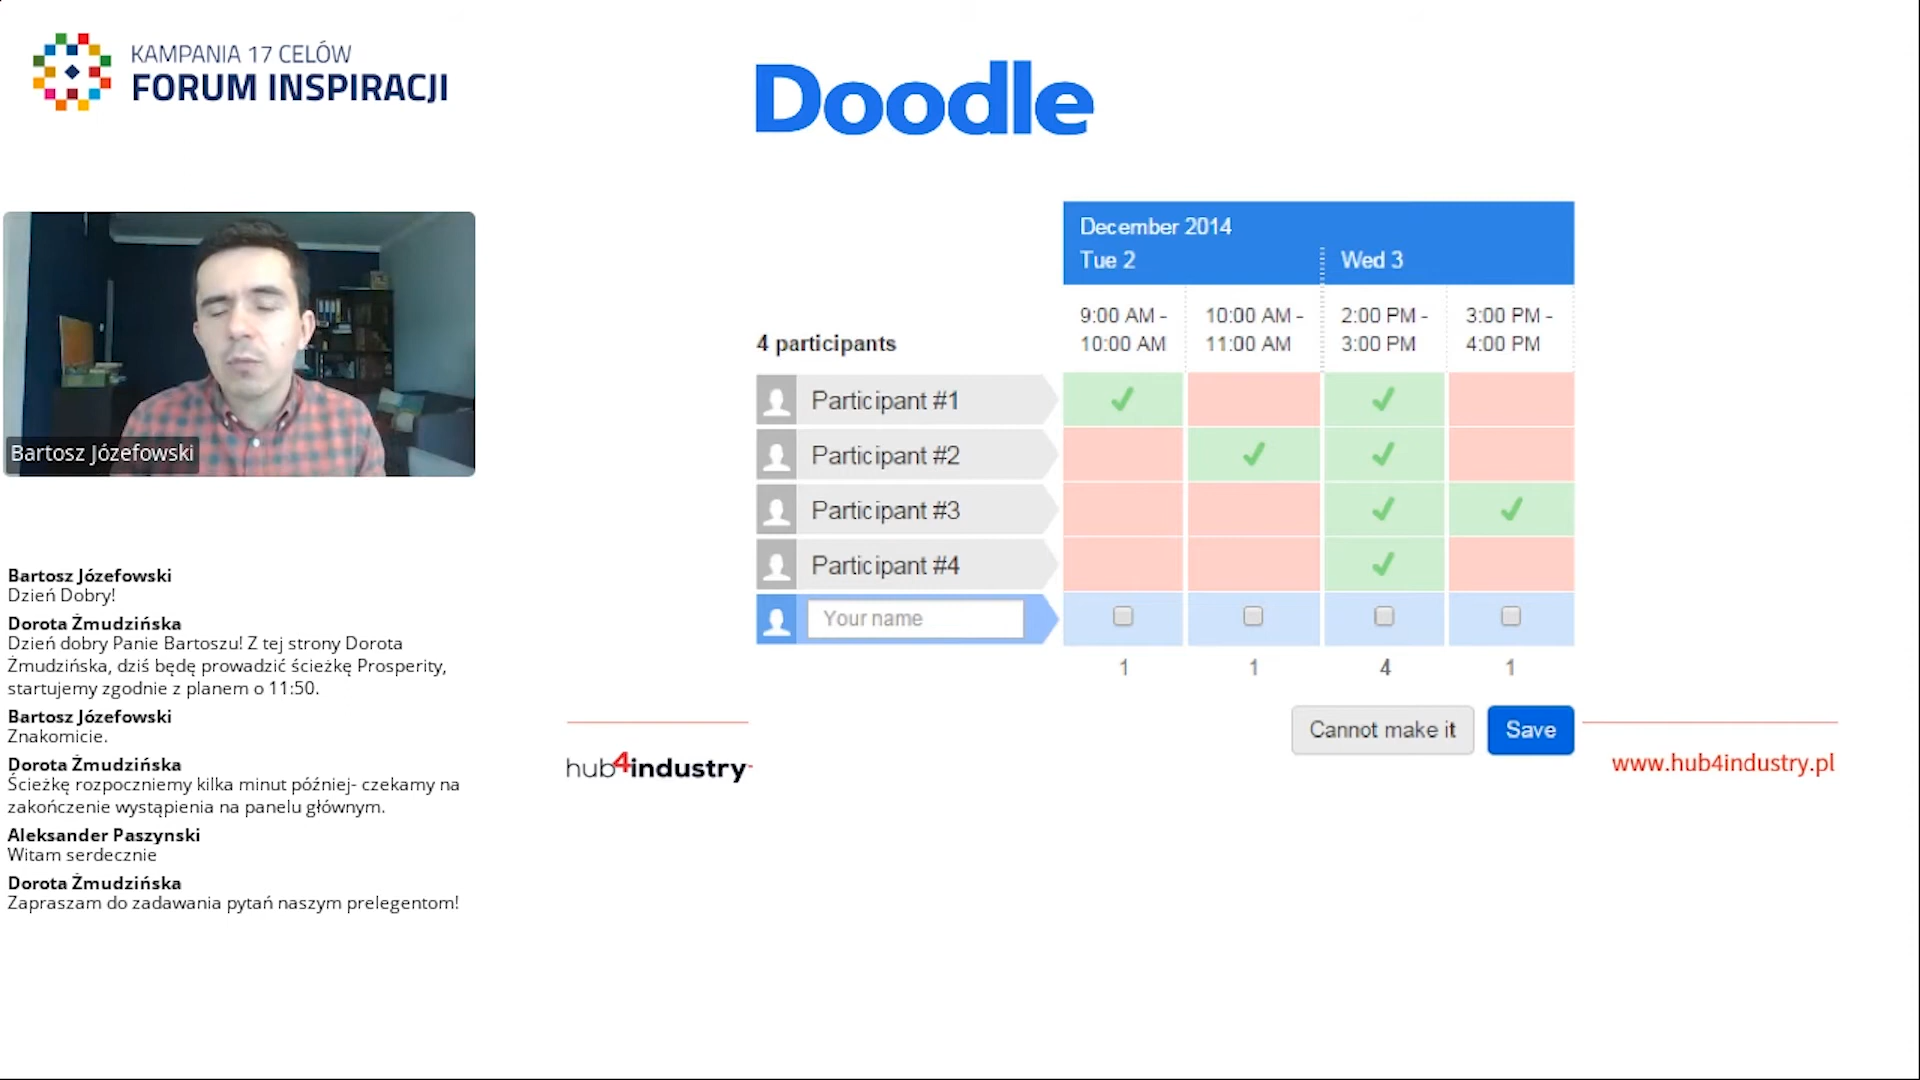 KAMPANIA 17 CELÓW
FORUM INSPIRACJI
Bartosz Józefowski
Bartosz Józefowski
Dzień Dobry!
Dorota Żmudzińska
Dzień dobry Panie Bartoszu! Z tej strony Dorota
Żmudzińska, dziś będę prowadzić ścieżkę Prosperity,
startujemy zgodnie z planem o 11:50.
Bartosz Józefowski
Znakomicie.
Dorota Żmudzińska
Ścieżkę rozpoczniemy kilka minut później- czekamy na
zakończenie wystąpienia na panelu głównym.
Aleksander Paszynski
Witam serdecznie
Dorota Żmudzińska
Zapraszam do zadawania pytań naszym prelegentom!
Doodle
December 2014
Tue 2 Wed 3
9:00 AM - 10:00 AM - 2:00 PM - 3:00 PM -
10:00 AM 11:00 AM 3:00 PM 4:00 PM
4 participants
Participant #1
Participant #2
Participant #3
Participant #4
Your name
1 1 4 1
Cannot make it Save
hub4industry
www.hub4industry.pl